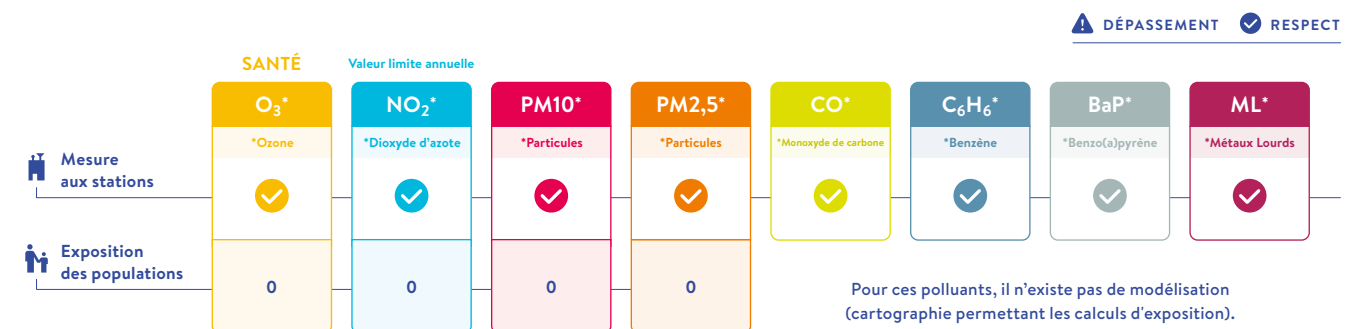 DÉPASSEMENT RESPECT
SANTÉ Valeur limite annuelle
O₃* NO₂* PM10* PM2,5* CO* C₆H₆* BaP* ML*
*Ozone *Dioxyde d'azote *Particules *Particules *Monoxyde de carbone *Benzène *Benzo(a)pyrène *Métaux Lourds
Mesure
aux stations
Exposition
des populations
0 0 0 0
Pour ces polluants, il n'existe pas de modélisation
(cartographie permettant les calculs d'exposition).